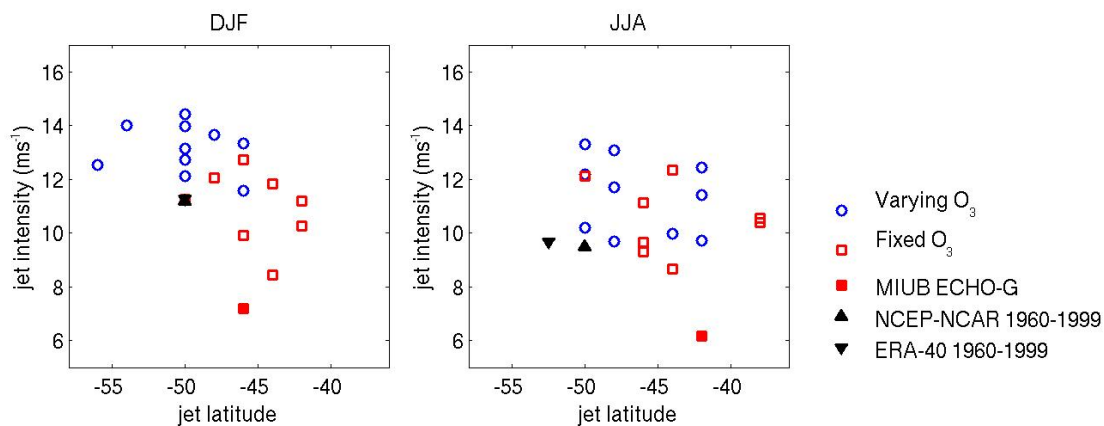 DJF
jet intensity (ms⁻¹)
16
14
12
10
8
6
-55 -50 -45 -40
jet latitude
JJA
jet intensity (ms⁻¹)
16
14
12
10
8
6
-55 -50 -45 -40
jet latitude
Varying O₃
Fixed O₃
MIUB ECHO-G
NCEP-NCAR 1960-1999
ERA-40 1960-1999